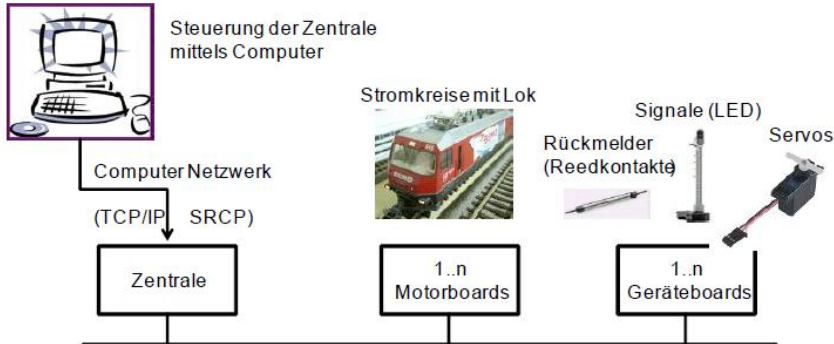 Steuerung der Zentrale
mittels Computer
Stromkreise mit Lok
Signale (LED)
Servos
Rückmelder
(Reedkontakte)
Computer Netzwerk
(TCP/IP SRCP)
Zentrale
1..n
Motorboards
1..n
Geräteboards